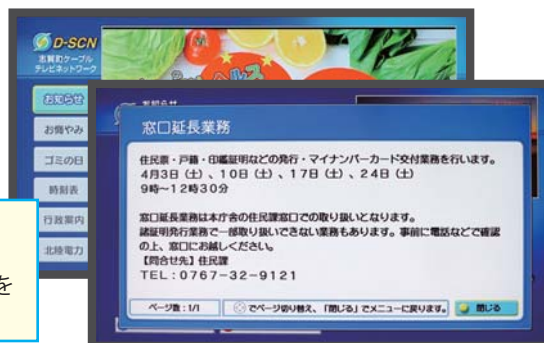 D-SCN
志賀町ケーブル
テレビネットワーク
お知らせ
お悔やみ
ゴミの日
時刻表
行政案内
北陸電力
を
窓口延長業務
住民票・戸籍・印鑑証明などの発行・マイナンバーカード交付業務を行います。
4月3日(土)、10日(土)、17日(土)、24日(土)
9時~12時30分
窓口延長業務は本庁舎の住民課窓口での取り扱いとなります。
諸証明発行業務で一部取り扱いできない業務もあります。事前に電話などで確認
の上、窓口にお越しください。
【問合せ先】住民課
TEL:0767-32-9121
ページ数:1/1
でページ切り替え、「閉じる」でメニューに戻ります。
閉じる